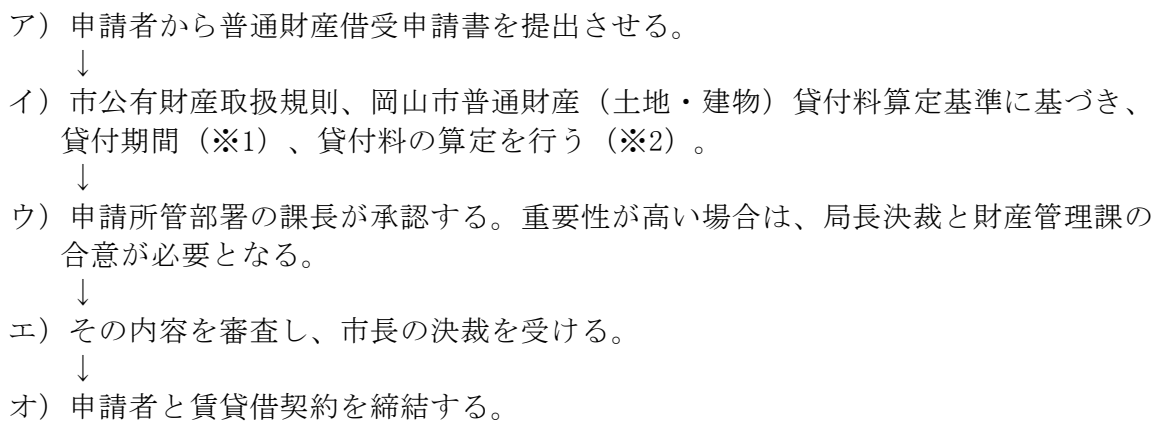 ア）申請者から普通財産借受申請書を提出させる。
↓
イ）市公有財産取扱規則、岡山市普通財産（土地・建物）貸付料算定基準に基づき、
貸付期間（※1）、貸付料の算定を行う（※2）。
↓
ウ）申請所管部署の課長が承認する。重要性が高い場合は、局長決裁と財産管理課の
合意が必要となる。
↓
エ）その内容を審査し、市長の決裁を受ける。
↓
オ）申請者と賃貸借契約を締結する。